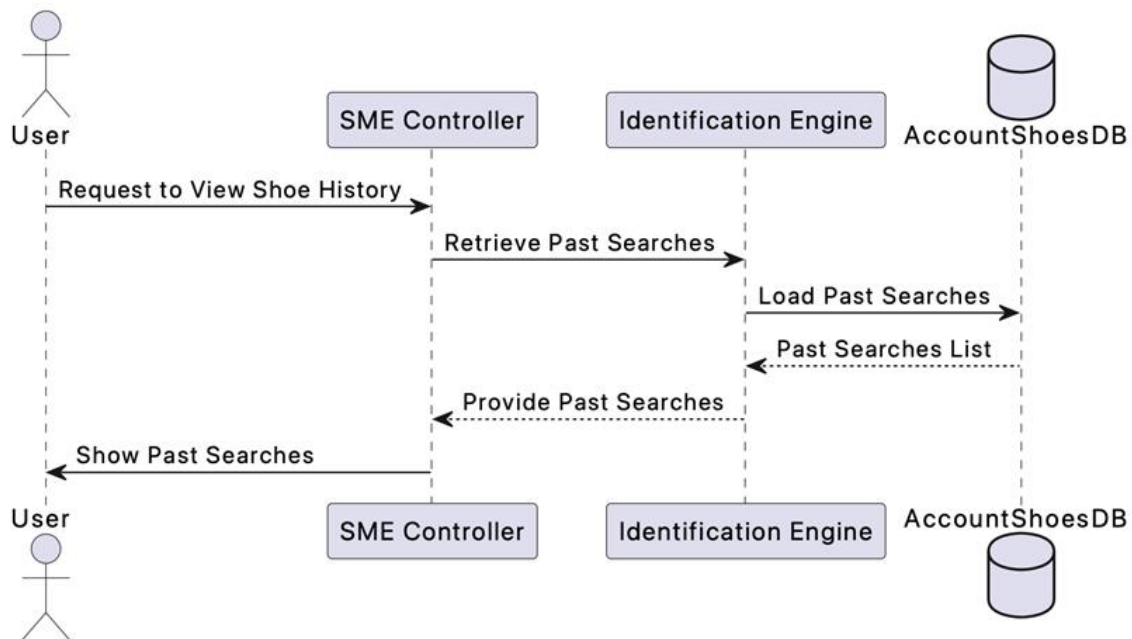 User
SME Controller
Identification Engine
AccountShoesDB
Request to View Shoe History
Retrieve Past Searches
Load Past Searches
Past Searches List
Provide Past Searches
Show Past Searches
User
SME Controller
Identification Engine
AccountShoesDB